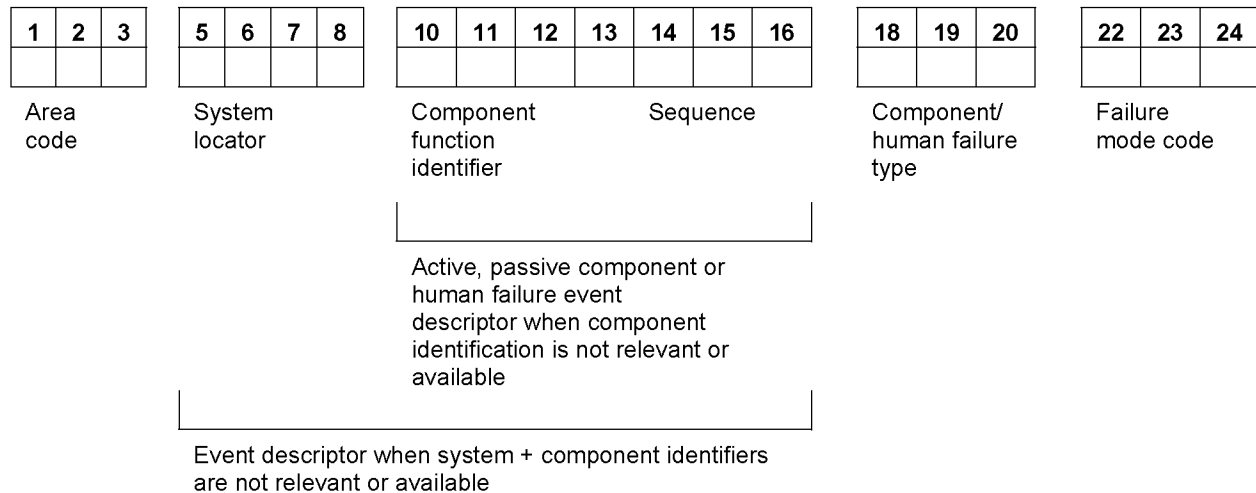 1 2 3 5 6 7 8 10 11 12 13 14 15 16 18 19 20 22 23 24
Area
code
System
locator
Component
function
identifier
Sequence
Component/
human failure
type
Failure
mode code
Active, passive component or
human failure event
descriptor when component
identification is not relevant or
available
Event descriptor when system + component identifiers
are not relevant or available